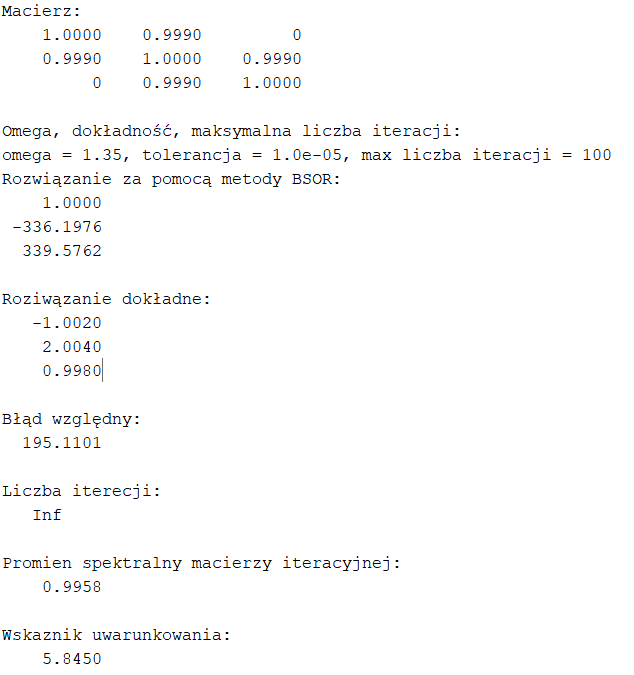 Macierz:
1.0000 0.9990 0
0.9990 1.0000 0.9990
0 0.9990 1.0000
Omega, dokładność, maksymalna liczba iteracji:
omega = 1.35, tolerancja = 1.0e-05, max liczba iteracji = 100
Rozwiązanie za pomocą metody BSOR:
1.0000
-336.1976
339.5762
Roziwązanie dokładne:
-1.0020
2.0040
0.9980
Błąd względny:
195.1101
Liczba iterecji:
Inf
Promien spektralny macierzy iteracyjnej:
0.9958
Wskaznik uwarunkowania:
5.8450